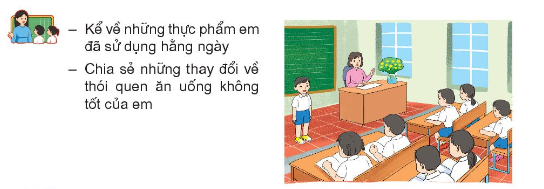 – Kể về những thực phẩm em
đã sử dụng hằng ngày
– Chia sẻ những thay đổi về
thói quen ăn uống không
tốt của em